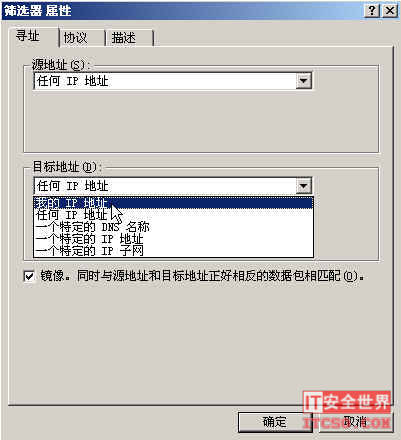 筛选器 属性
寻址 协议 描述
源地址(S):
任何 IP 地址
目标地址(D):
任何 IP 地址
我的 IP 地址
任何 IP 地址
一个特定的 DNS 名称
一个特定的 IP 地址
一个特定的 IP 子网
镜像。同时与源地址和目标地址正好相反的数据包相匹配(O)。
IT安全世界
ITCSO.COM
确定 取消